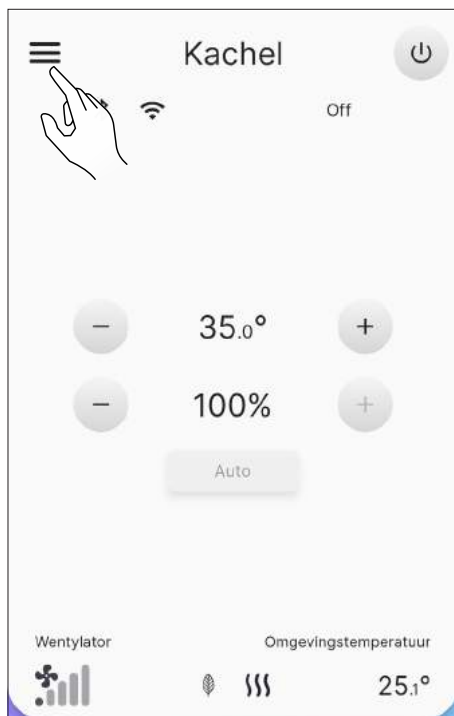 Kachel
Off
− 35.0° +
− 100% +
Auto
Wentylator Omgevingstemperatuur
25.1°